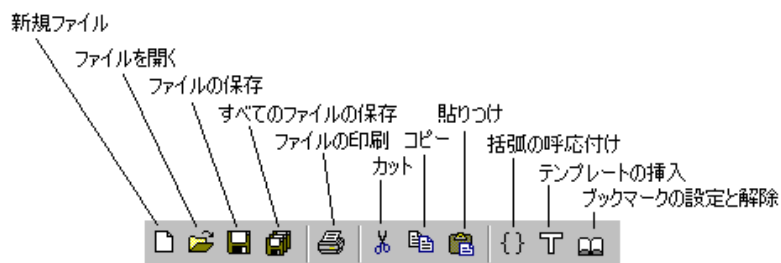 新規ファイル
ファイルを開く
ファイルの保存
すべてのファイルの保存
貼りつけ
ファイルの印刷
コピー
括弧の呼応付け
カット
テンプレートの挿入
ブックマークの設定と解除